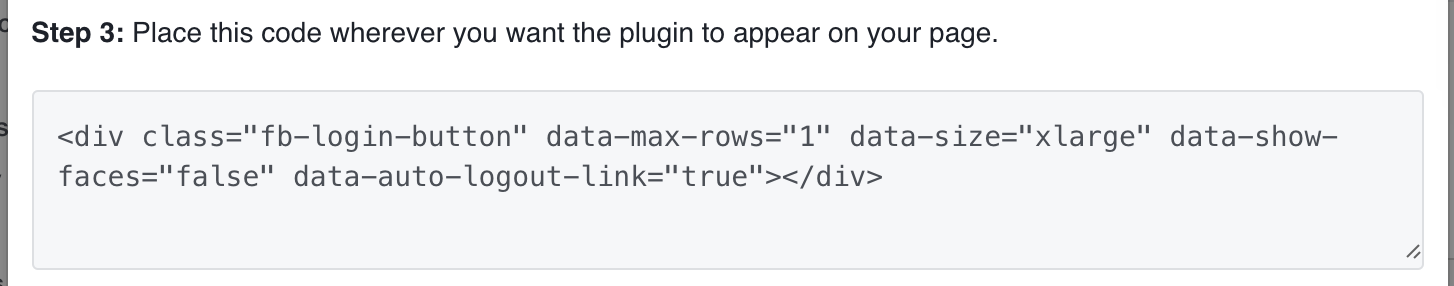 Step 3: Place this code wherever you want the plugin to appear on your page.
<div class="fb-login-button" data-max-rows="1" data-size="xlarge" data-show-
faces="false" data-auto-logout-link="true"></div>